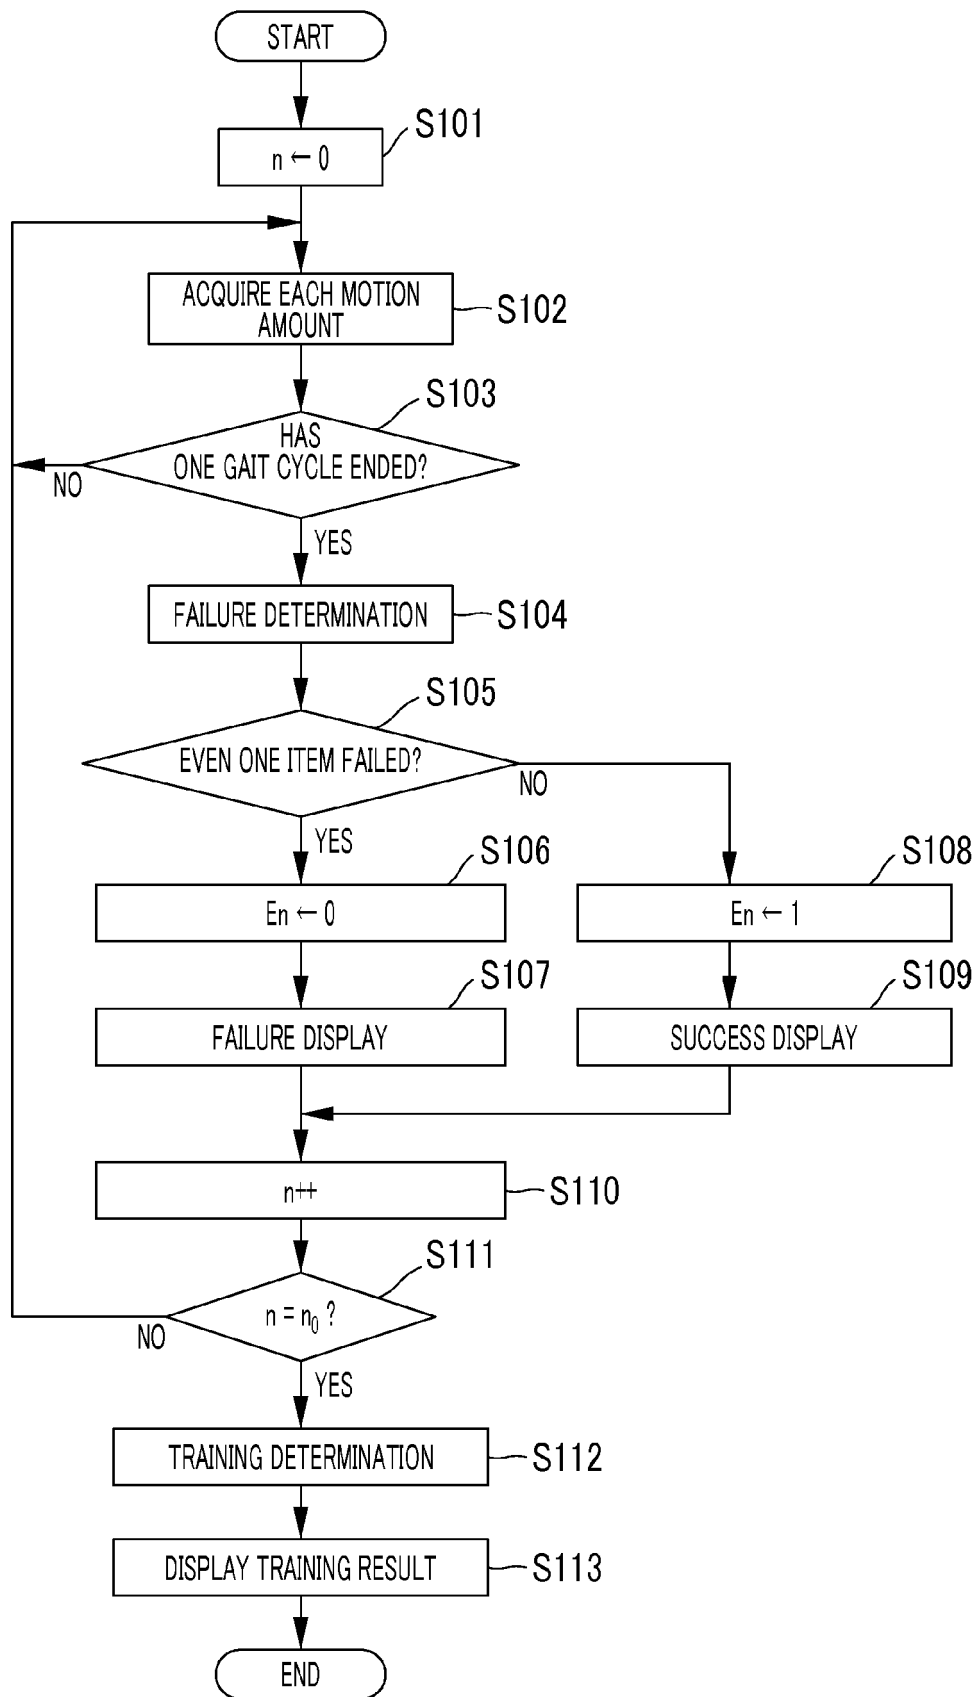 START
S101
n ← 0
ACQUIRE EACH MOTION
AMOUNT
S102
S103
HAS
ONE GAIT CYCLE ENDED?
NO
YES
FAILURE DETERMINATION
S104
S105
EVEN ONE ITEM FAILED?
NO
YES
S106
En ← 0
S108
En ← 1
S107
FAILURE DISPLAY
S109
SUCCESS DISPLAY
n++
S110
S111
n = n₀ ?
NO
YES
TRAINING DETERMINATION
S112
DISPLAY TRAINING RESULT
S113
END